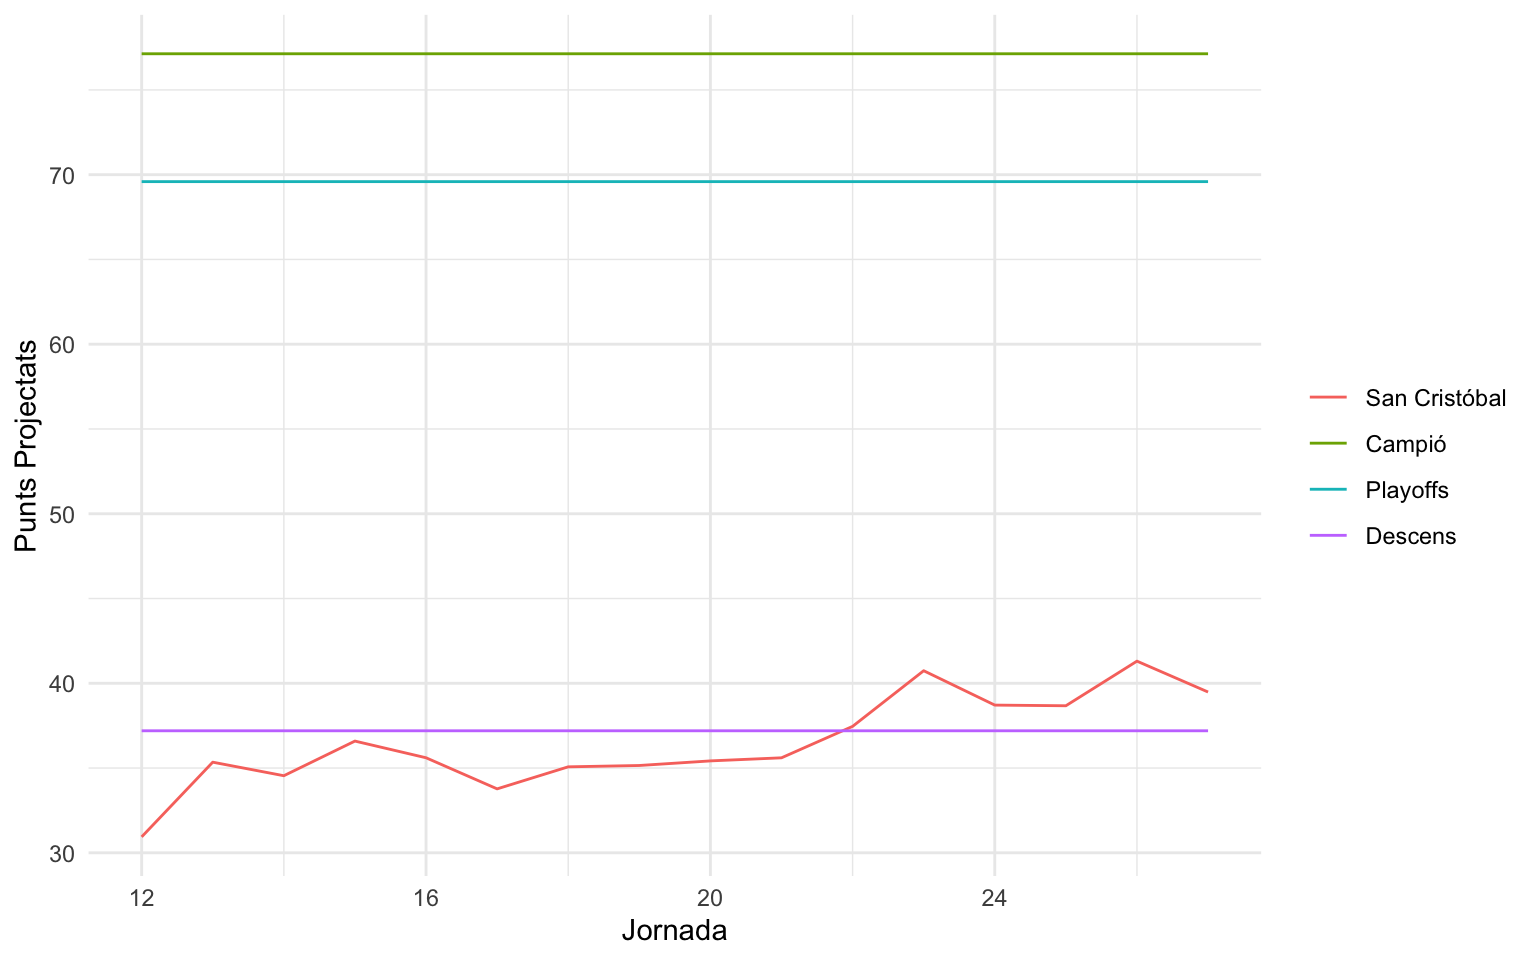 Punts Projectats
70
60
50
40
30
12 16 20 24
Jornada
San Cristóbal
Campió
Playoffs
Descens